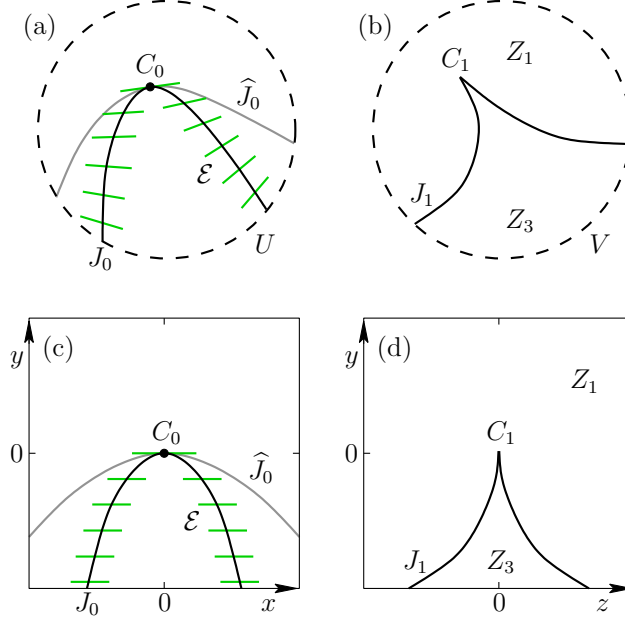 (a)
C₀
Ĵ₀
ℰ
J₀
U
(b)
Z₁
C₁
J₁
Z₃
V
(c)
y
C₀
0
Ĵ₀
ℰ
J₀
0
x
(d)
y
Z₁
C₁
0
J₁
Z₃
0
z